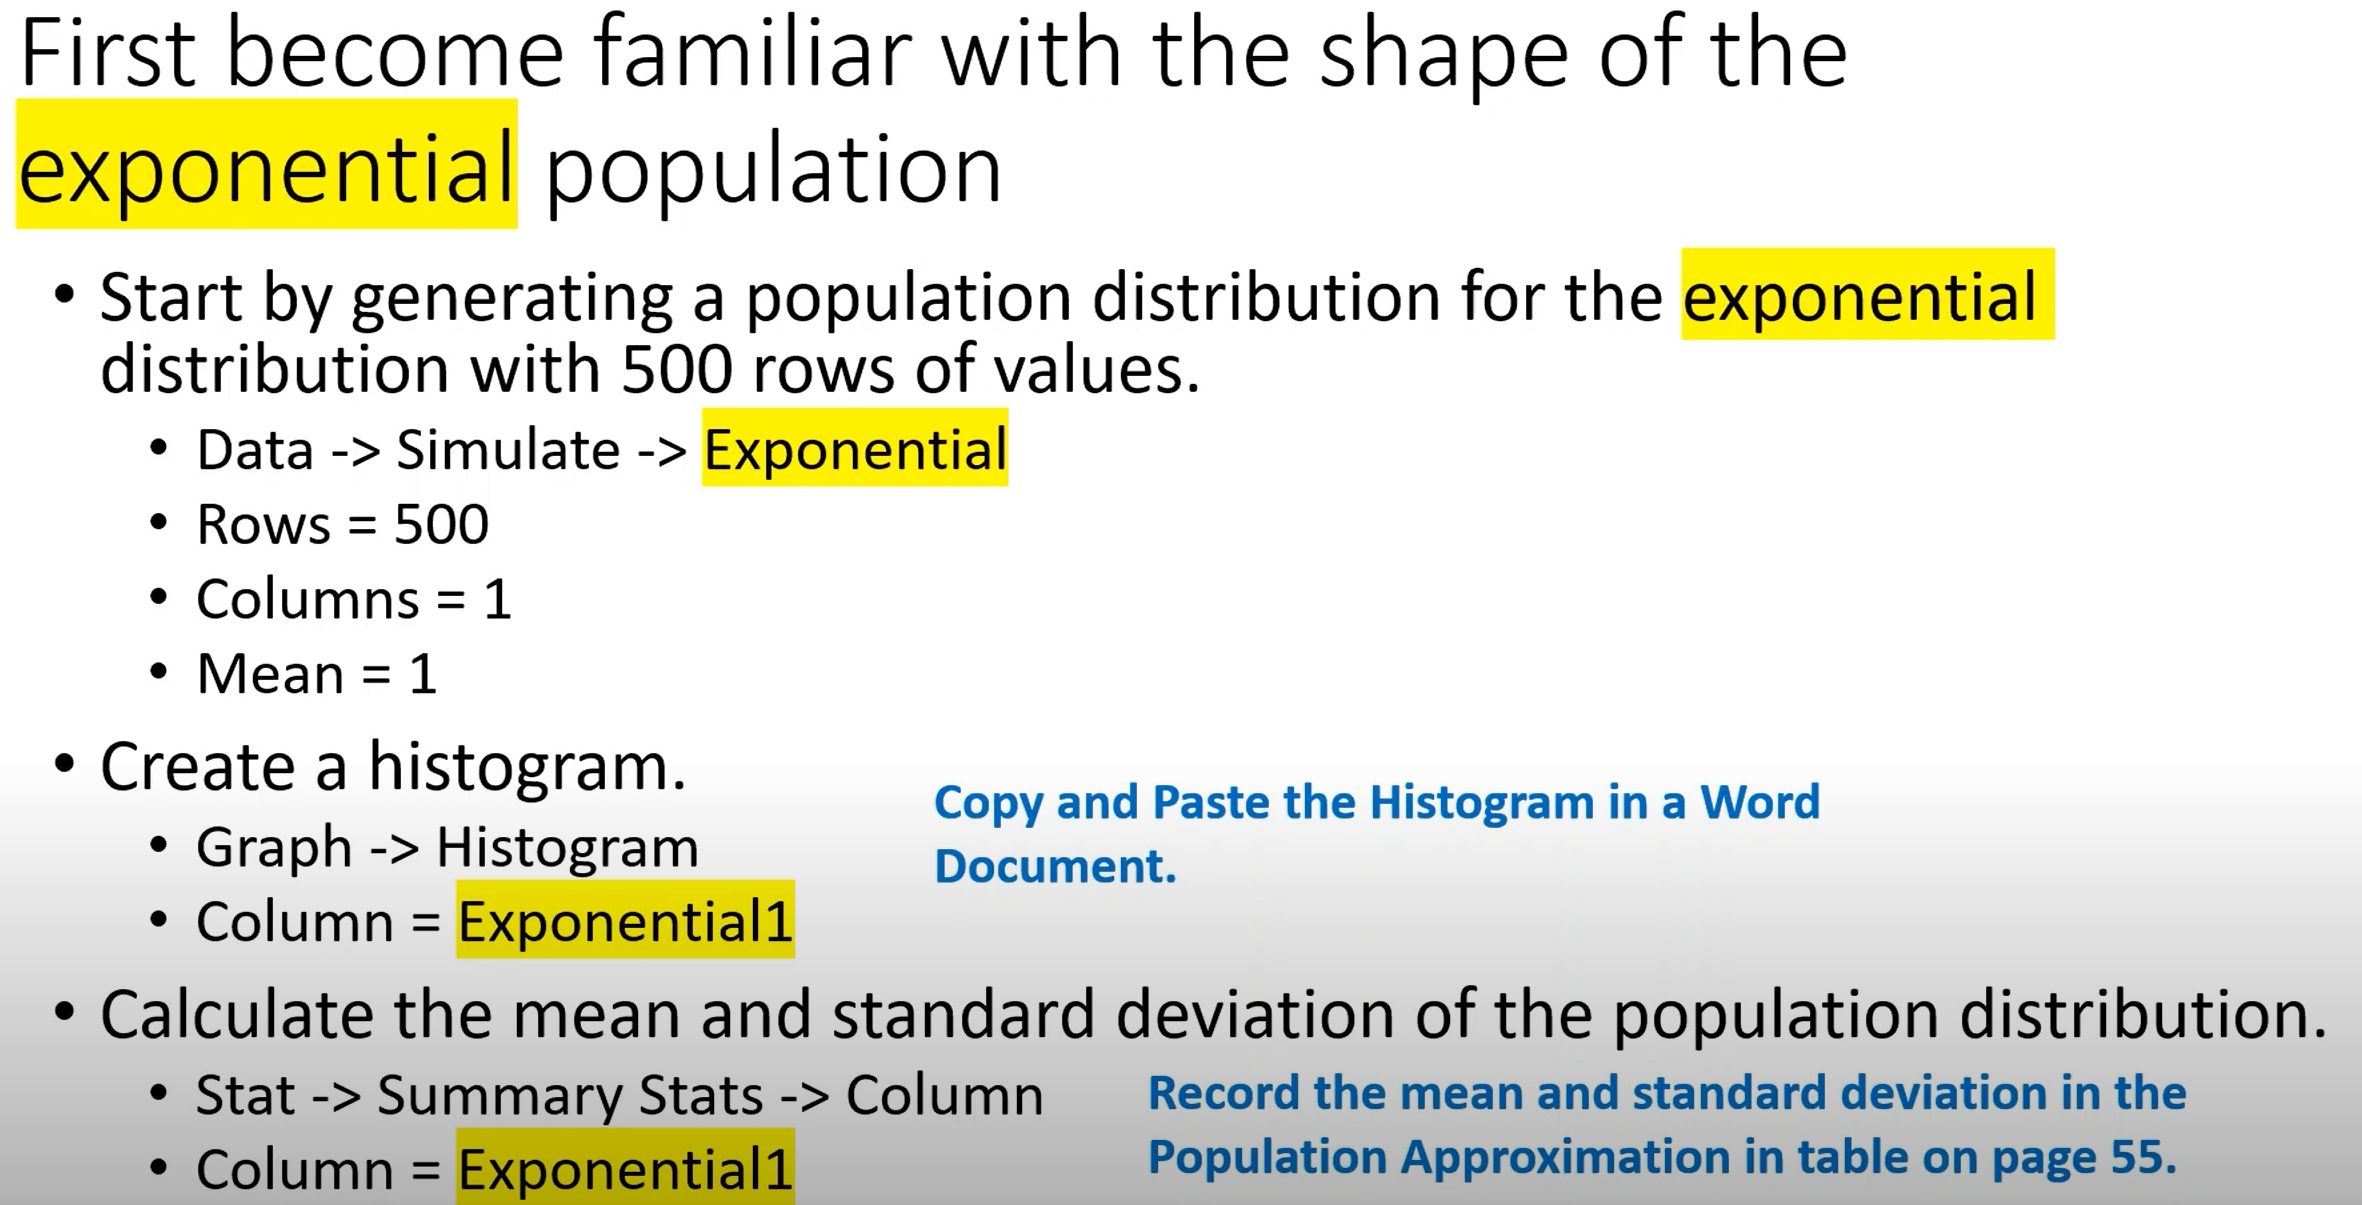 First become familiar with the shape of the
exponential population
• Start by generating a population distribution for the exponential
distribution with 500 rows of values.
• Data -> Simulate -> Exponential
• Rows = 500
• Columns = 1
• Mean = 1
• Create a histogram.
• Graph -> Histogram
• Column = Exponential1
Copy and Paste the Histogram in a Word
Document.
• Calculate the mean and standard deviation of the population distribution.
• Stat -> Summary Stats -> Column
• Column = Exponential1
Record the mean and standard deviation in the
Population Approximation in table on page 55.